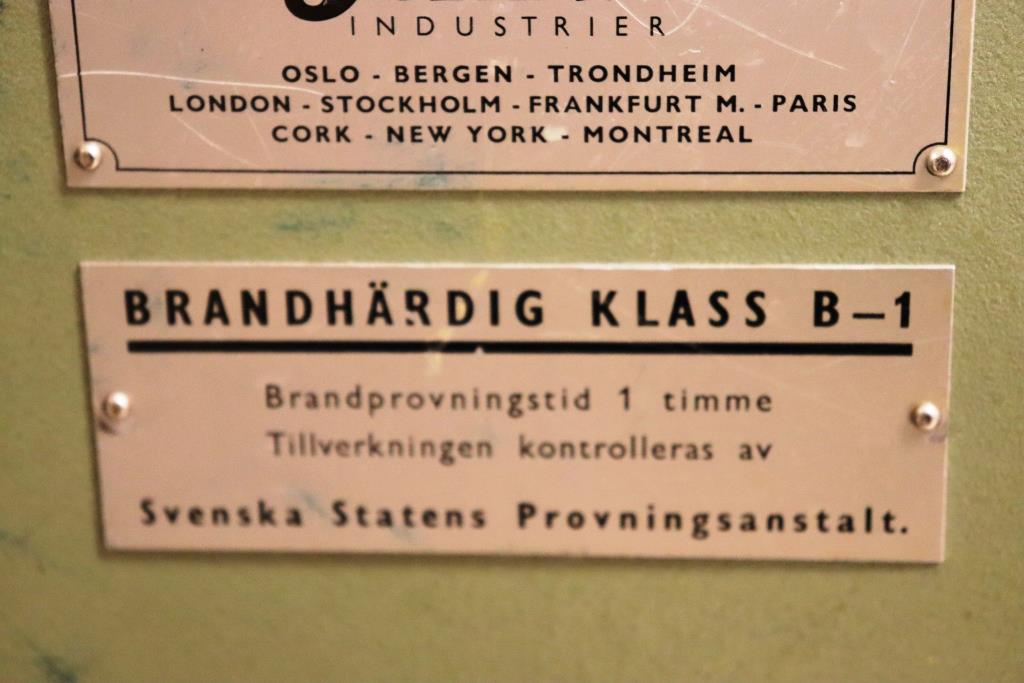 INDUSTRIER
OSLO - BERGEN - TRONDHEIM
LONDON - STOCKHOLM - FRANKFURT M. - PARIS
CORK - NEW YORK - MONTREAL
BRANDHÄRDIG KLASS B-1
Brandprovningstid 1 timme
Tillverkningen kontrolleras av
Svenska Statens Provningsanstalt.